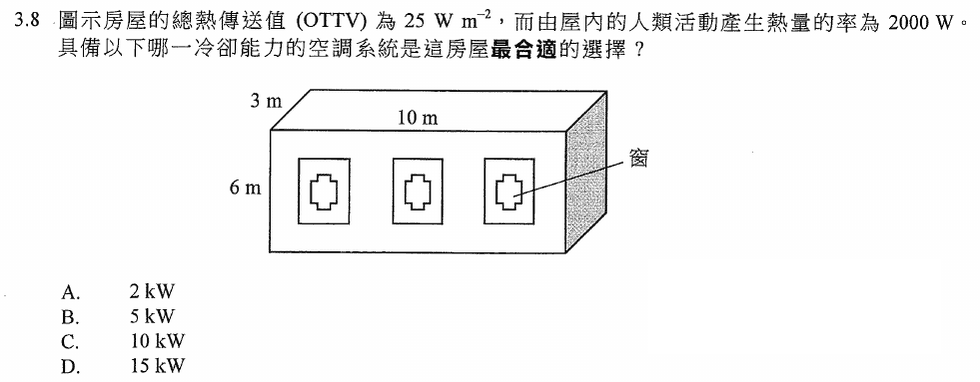 3.8 圖示房屋的總熱傳送值 (OTTV) 為 25 W m⁻²，而由屋內的人類活動產生熱量的率為 2000 W。
具備以下哪一冷卻能力的空調系統是這房屋最合適的選擇？
3 m
10 m
窗
6 m
A. 2 kW
B. 5 kW
C. 10 kW
D. 15 kW